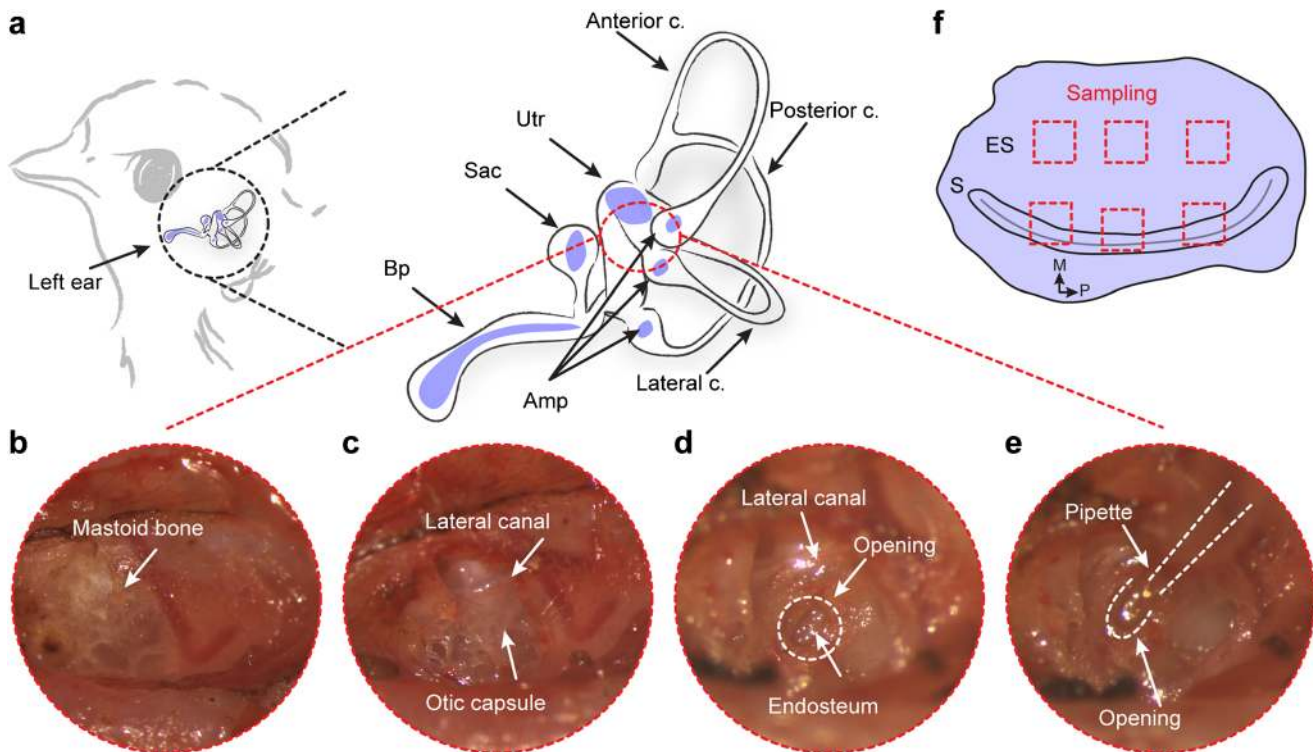 a
Left ear
Anterior c.
Posterior c.
Utr
Sac
Bp
Amp
Lateral c.
f
Sampling
ES
S
M
P
b
Mastoid bone
c
Lateral canal
Otic capsule
d
Lateral canal
Opening
Endosteum
e
Pipette
Opening